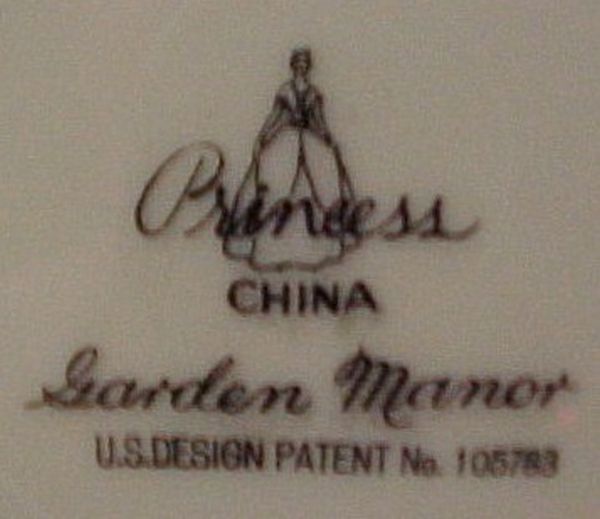 Princess
CHINA
Garden Manor
U.S.DESIGN PATENT No. 105783